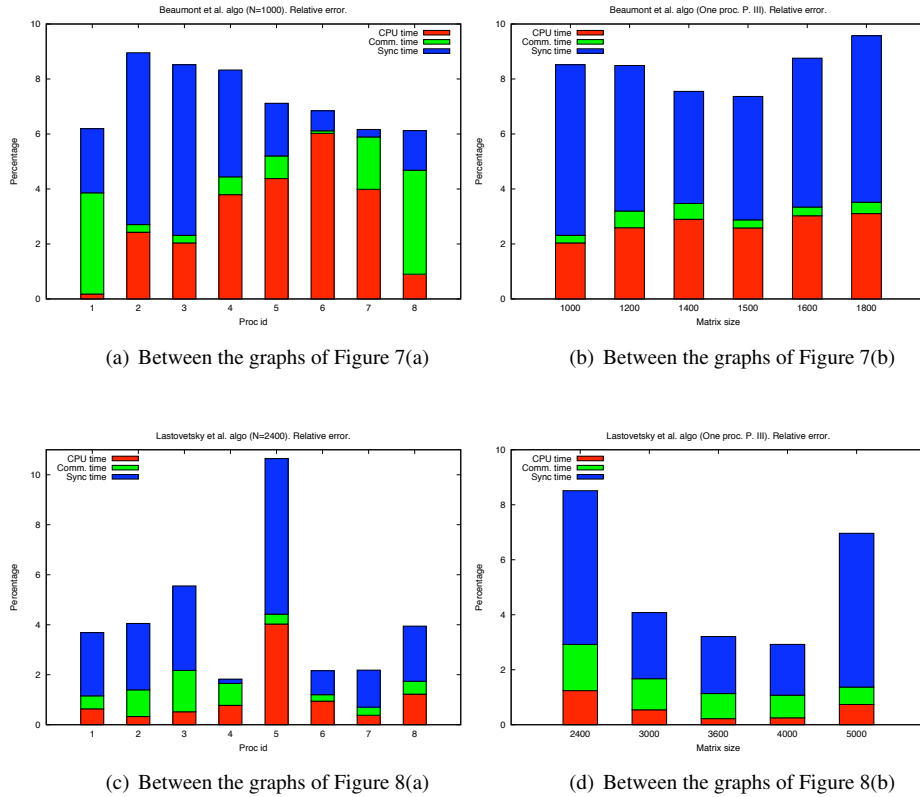 Beaumont et al. algo (N=1000). Relative error.
Percentage
10
8
6
4
2
0
CPU time
Comm. time
Sync time
1 2 3 4 5 6 7 8
Proc id
(a) Between the graphs of Figure 7(a)
Beaumont et al. algo (One proc. P. III). Relative error.
Percentage
10
8
6
4
2
0
CPU time
Comm. time
Sync time
1000 1200 1400 1500 1600 1800
Matrix size
(b) Between the graphs of Figure 7(b)
Lastovetsky et al. algo (N=2400). Relative error.
Percentage
10
8
6
4
2
0
CPU time
Comm. time
Sync time
1 2 3 4 5 6 7 8
Proc id
(c) Between the graphs of Figure 8(a)
Lastovetsky et al. algo (One proc. P. III). Relative error.
Percentage
10
8
6
4
2
0
CPU time
Comm. time
Sync time
2400 3000 3600 4000 5000
Matrix size
(d) Between the graphs of Figure 8(b)